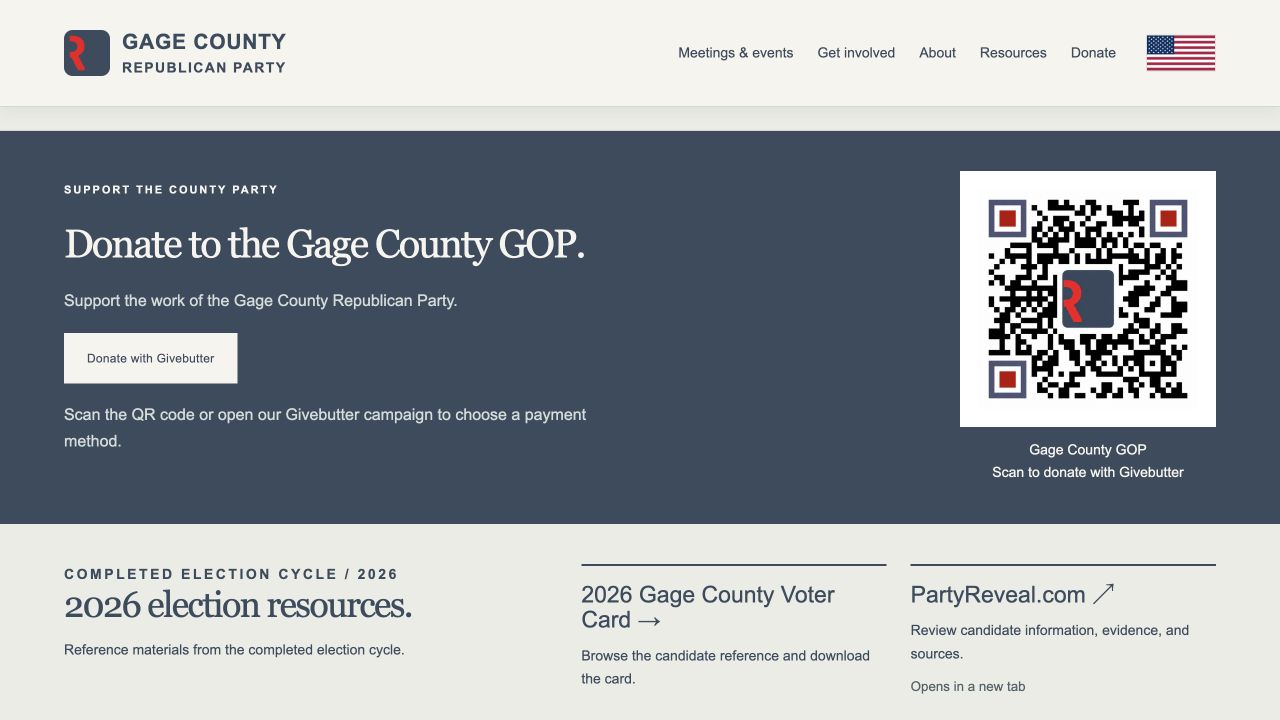 GAGE COUNTY
REPUBLICAN PARTY
Meetings & events
Get involved
About
Resources
Donate
SUPPORT THE COUNTY PARTY
Donate to the Gage County GOP.
Support the work of the Gage County Republican Party.
Donate with Givebutter
Scan the QR code or open our Givebutter campaign to choose a payment
method.
Gage County GOP
Scan to donate with Givebutter
COMPLETED ELECTION CYCLE / 2026
2026 election resources.
Reference materials from the completed election cycle.
2026 Gage County Voter
Card →
Browse the candidate reference and download
the card.
PartyReveal.com ↗
Review candidate information, evidence, and
sources.
Opens in a new tab